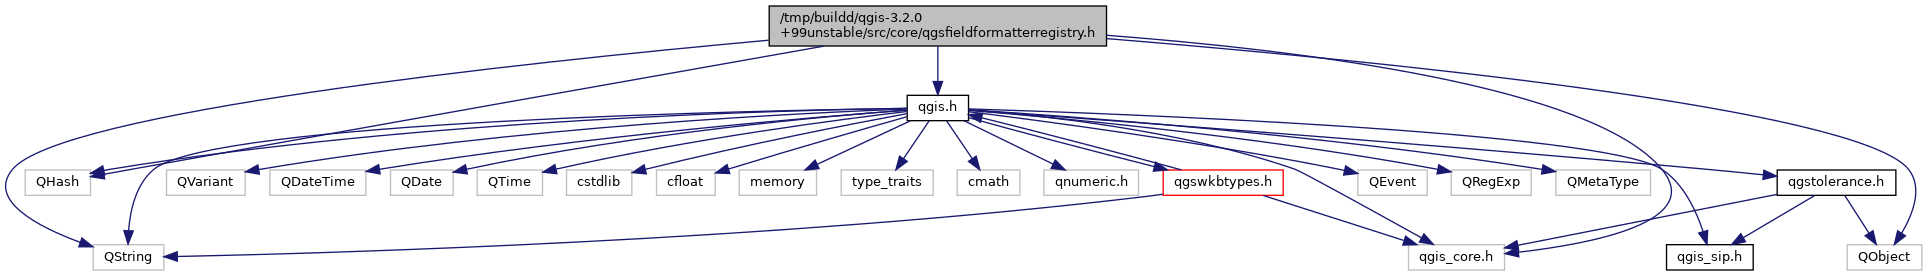 /tmp/buildd/qgis-3.2.0
+99unstable/src/core/qgsfieldformatterregistry.h
qgis.h
QHash
QVariant
QDateTime
QDate
QTime
cstdlib
cfloat
memory
type_traits
cmath
qnumeric.h
qgswkbtypes.h
QEvent
QRegExp
QMetaType
qgstolerance.h
QString
qgis_core.h
qgis_sip.h
QObject